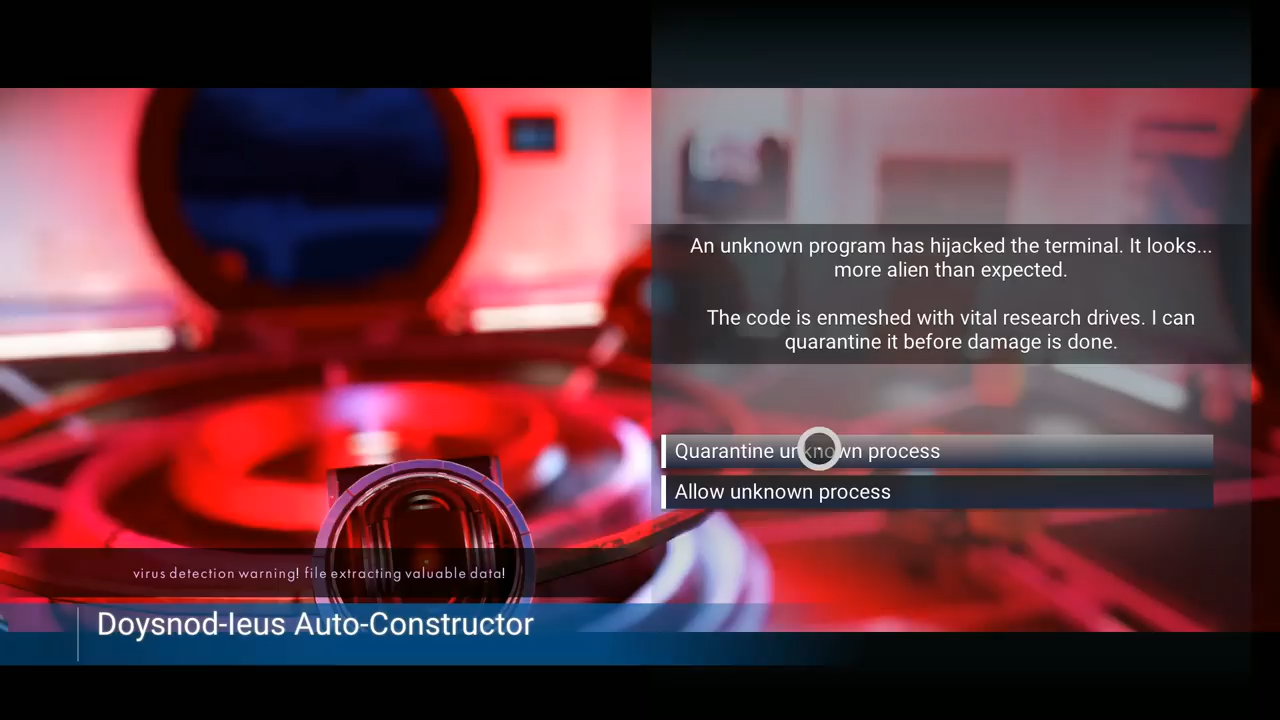 An unknown program has hijacked the terminal. It looks...
more alien than expected.
The code is enmeshed with vital research drives. I can
quarantine it before damage is done.
Quarantine unknown process
Allow unknown process
virus detection warning! file extracting valuable data!
Doysnod-Ieus Auto-Constructor